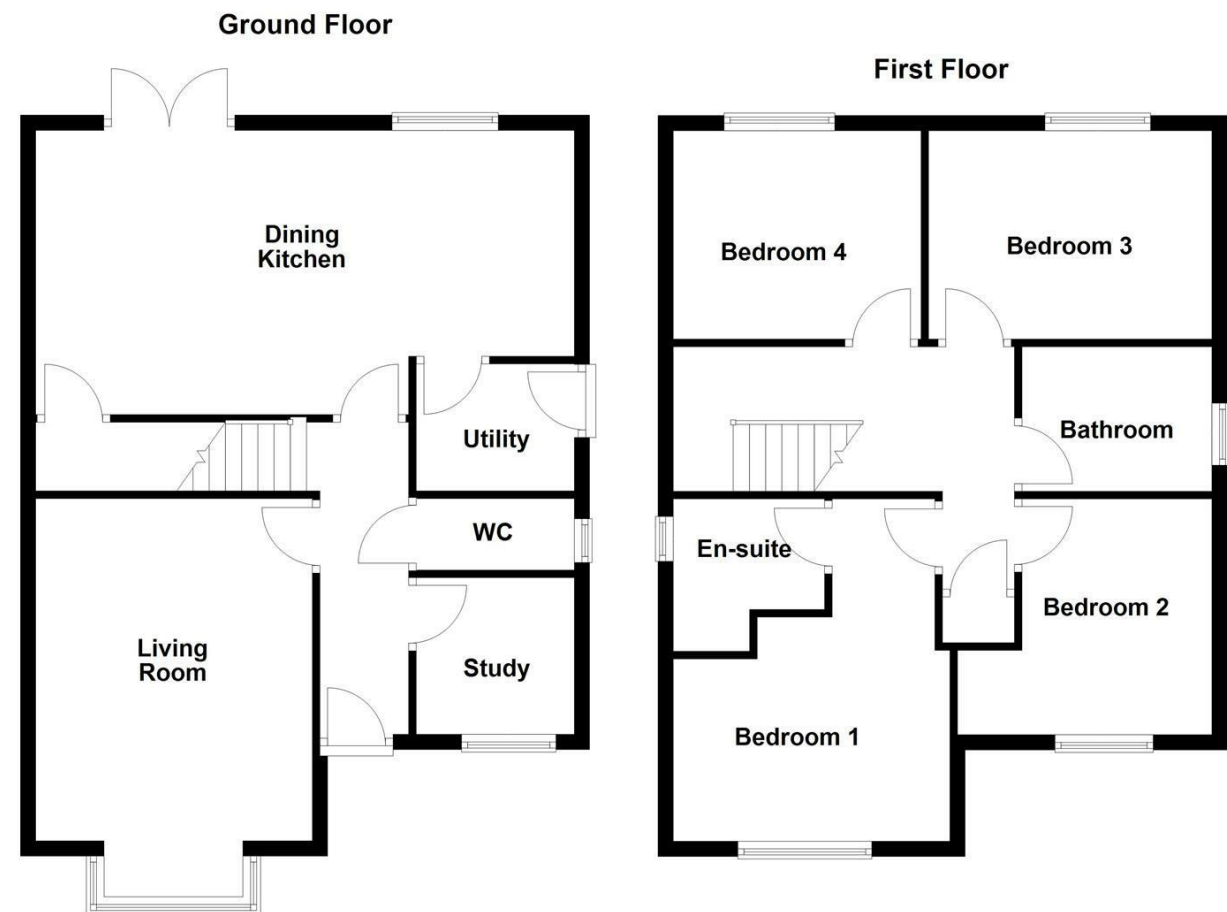 Ground Floor
Dining
Kitchen
Utility
WC
Living
Room
Study
First Floor
Bedroom 4
Bedroom 3
Bathroom
En-suite
Bedroom 2
Bedroom 1